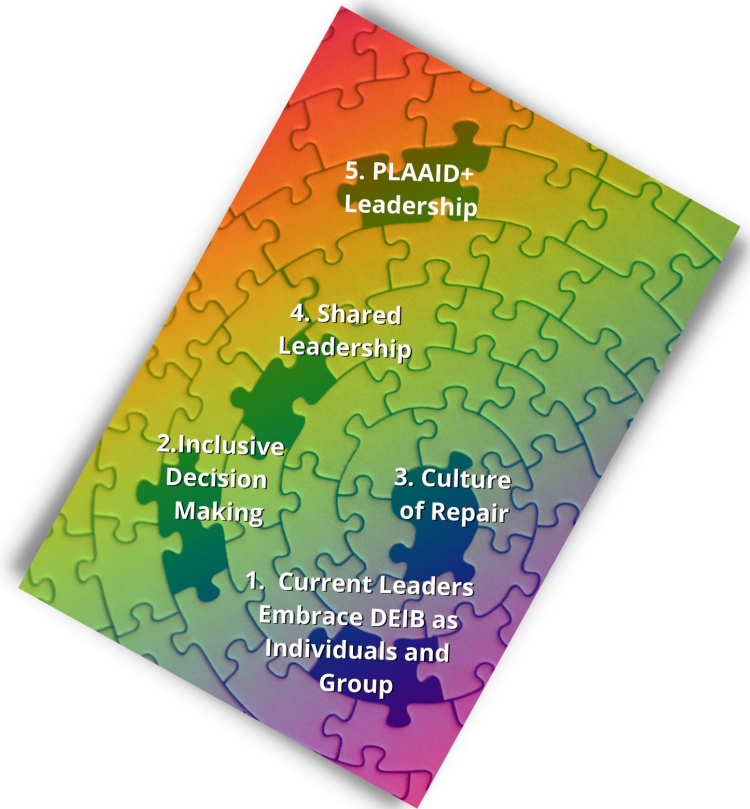 5. PLAAID+
Leadership
4. Shared
Leadership
2.Inclusive
Decision
Making
3. Culture
of Repair
1. Current Leaders
Embrace DEIB as
Individuals and
Group